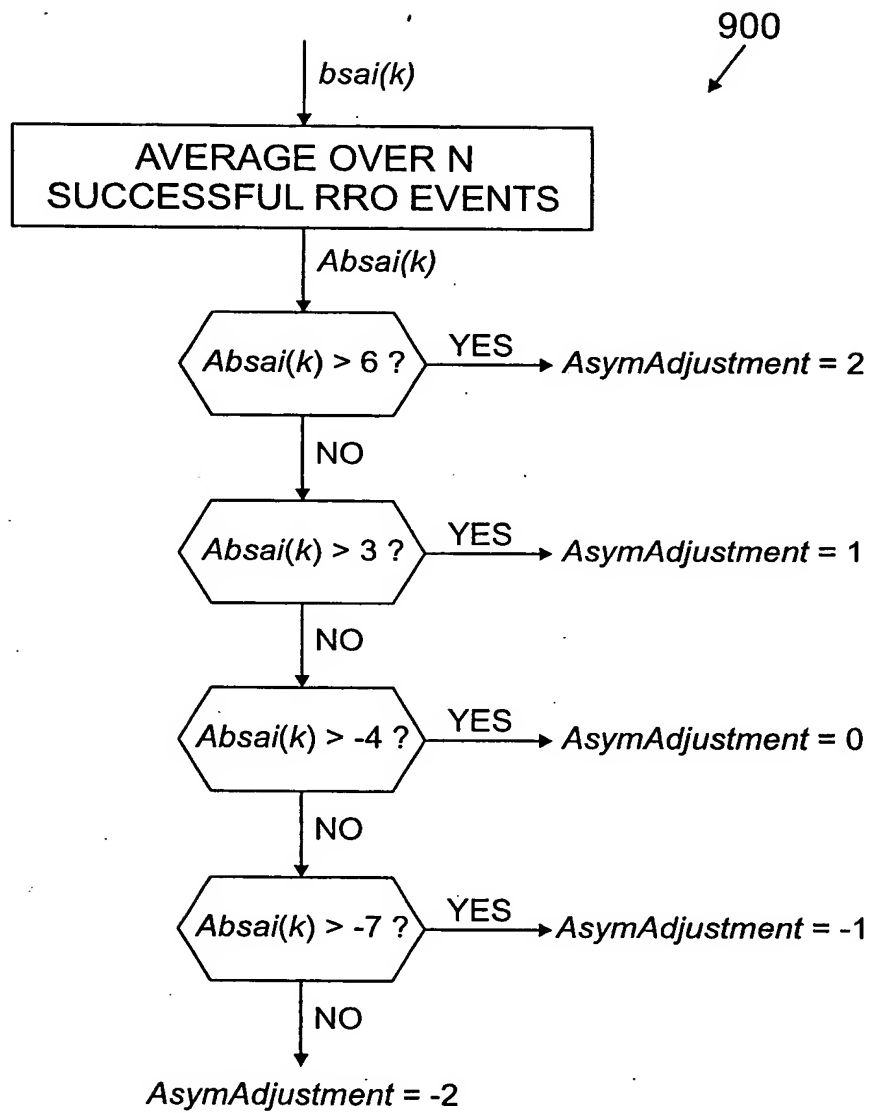 900
bsai(k)
AVERAGE OVER N
SUCCESSFUL RRO EVENTS
Absai(k)
Absai(k) > 6 ?
YES
AsymAdjustment = 2
NO
Absai(k) > 3 ?
YES
AsymAdjustment = 1
NO
Absai(k) > -4 ?
YES
AsymAdjustment = 0
NO
Absai(k) > -7 ?
YES
AsymAdjustment = -1
NO
AsymAdjustment = -2